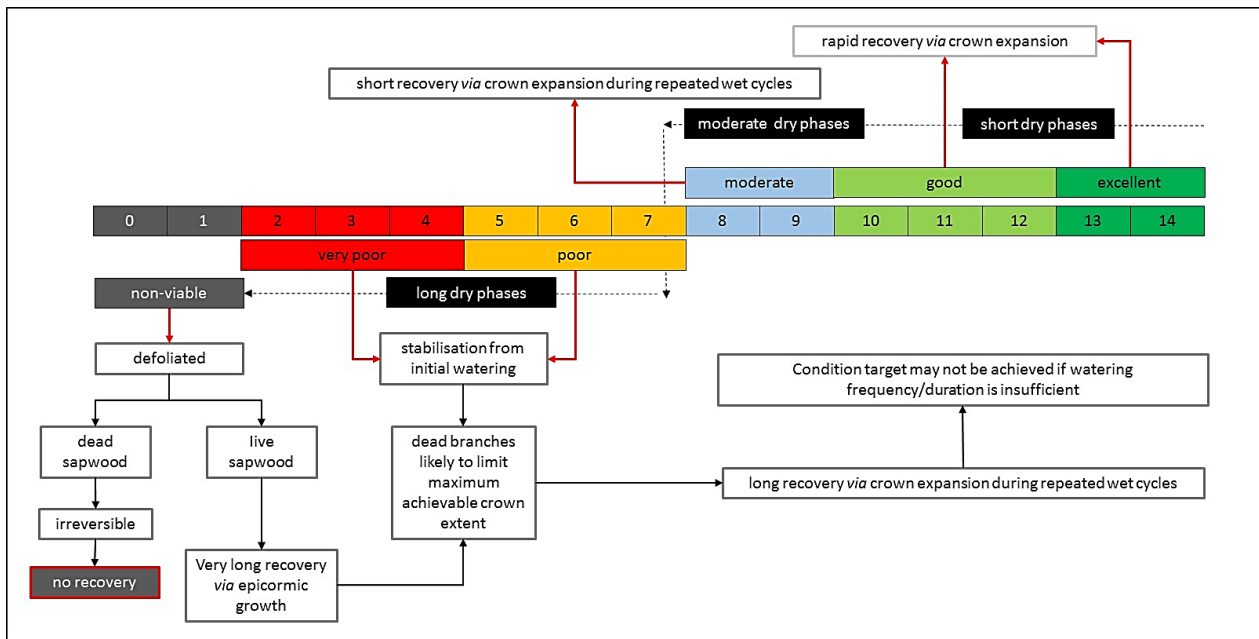 rapid recovery via crown expansion
short recovery via crown expansion during repeated wet cycles
moderate dry phases
short dry phases
moderate
good
excellent
0 1 2 3 4 5 6 7 8 9 10 11 12 13 14
very poor
poor
non-viable
long dry phases
defoliated
stabilisation from
initial watering
Condition target may not be achieved if watering
frequency/duration is insufficient
dead
sapwood
live
sapwood
dead branches
likely to limit
maximum
achievable crown
extent
long recovery via crown expansion during repeated wet cycles
irreversible
no recovery
Very long recovery
via epicormic
growth